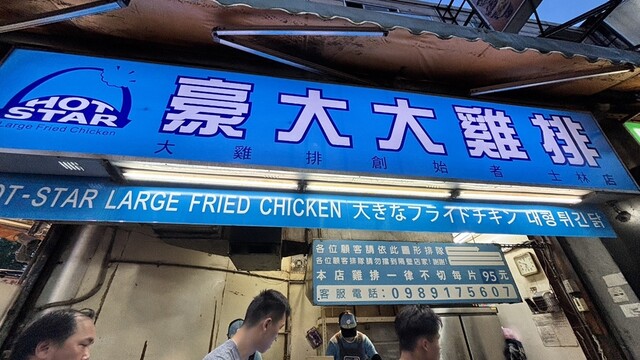 HOT
STAR
Large Fried Chicken
豪大大雞排
大雞排創始者士林店
HOT-STAR LARGE FRIED CHICKEN 大きなフライドチキン 대형튀긴닭
各位顧客請依此圖形排隊
各位顧客排隊請勿擋到隔壁店家!謝謝!
本店雞排一律不切每片95元
客服電話:0989175607